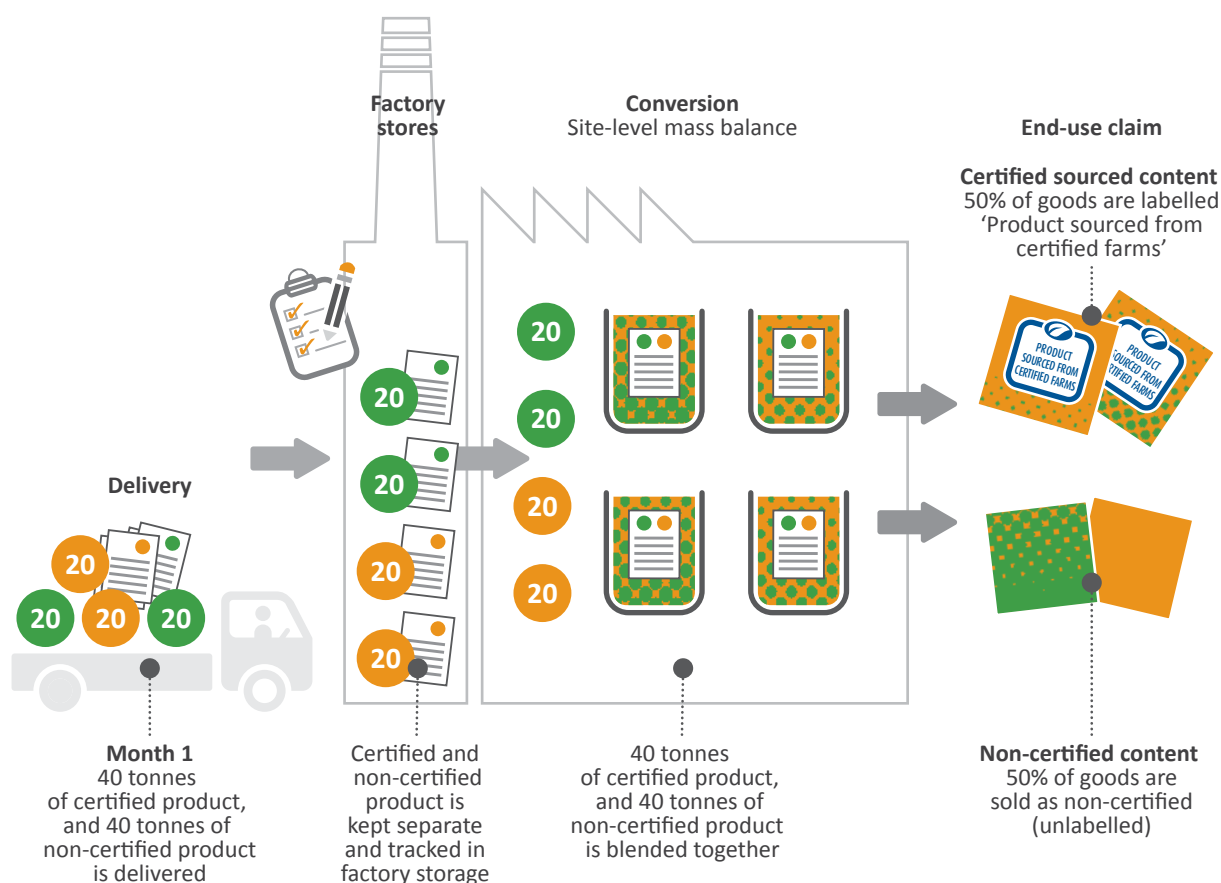 Factory
stores
Conversion
Site-level mass balance
End-use claim
Certified sourced content
50% of goods are labelled
‘Product sourced from
certified farms’
20
20
20
20
20
20
20
20
PRODUCT
SOURCED FROM
CERTIFIED FARMS
PRODUCT
SOURCED FROM
CERTIFIED FARMS
Delivery
20
20
20
20
Month 1
40 tonnes
of certified product,
and 40 tonnes of
non-certified product
is delivered
Certified and
non-certified
product is
kept separate
and tracked in
factory storage
40 tonnes
of certified product,
and 40 tonnes of
non-certified product
is blended together
Non-certified content
50% of goods are
sold as non-certified
(unlabelled)